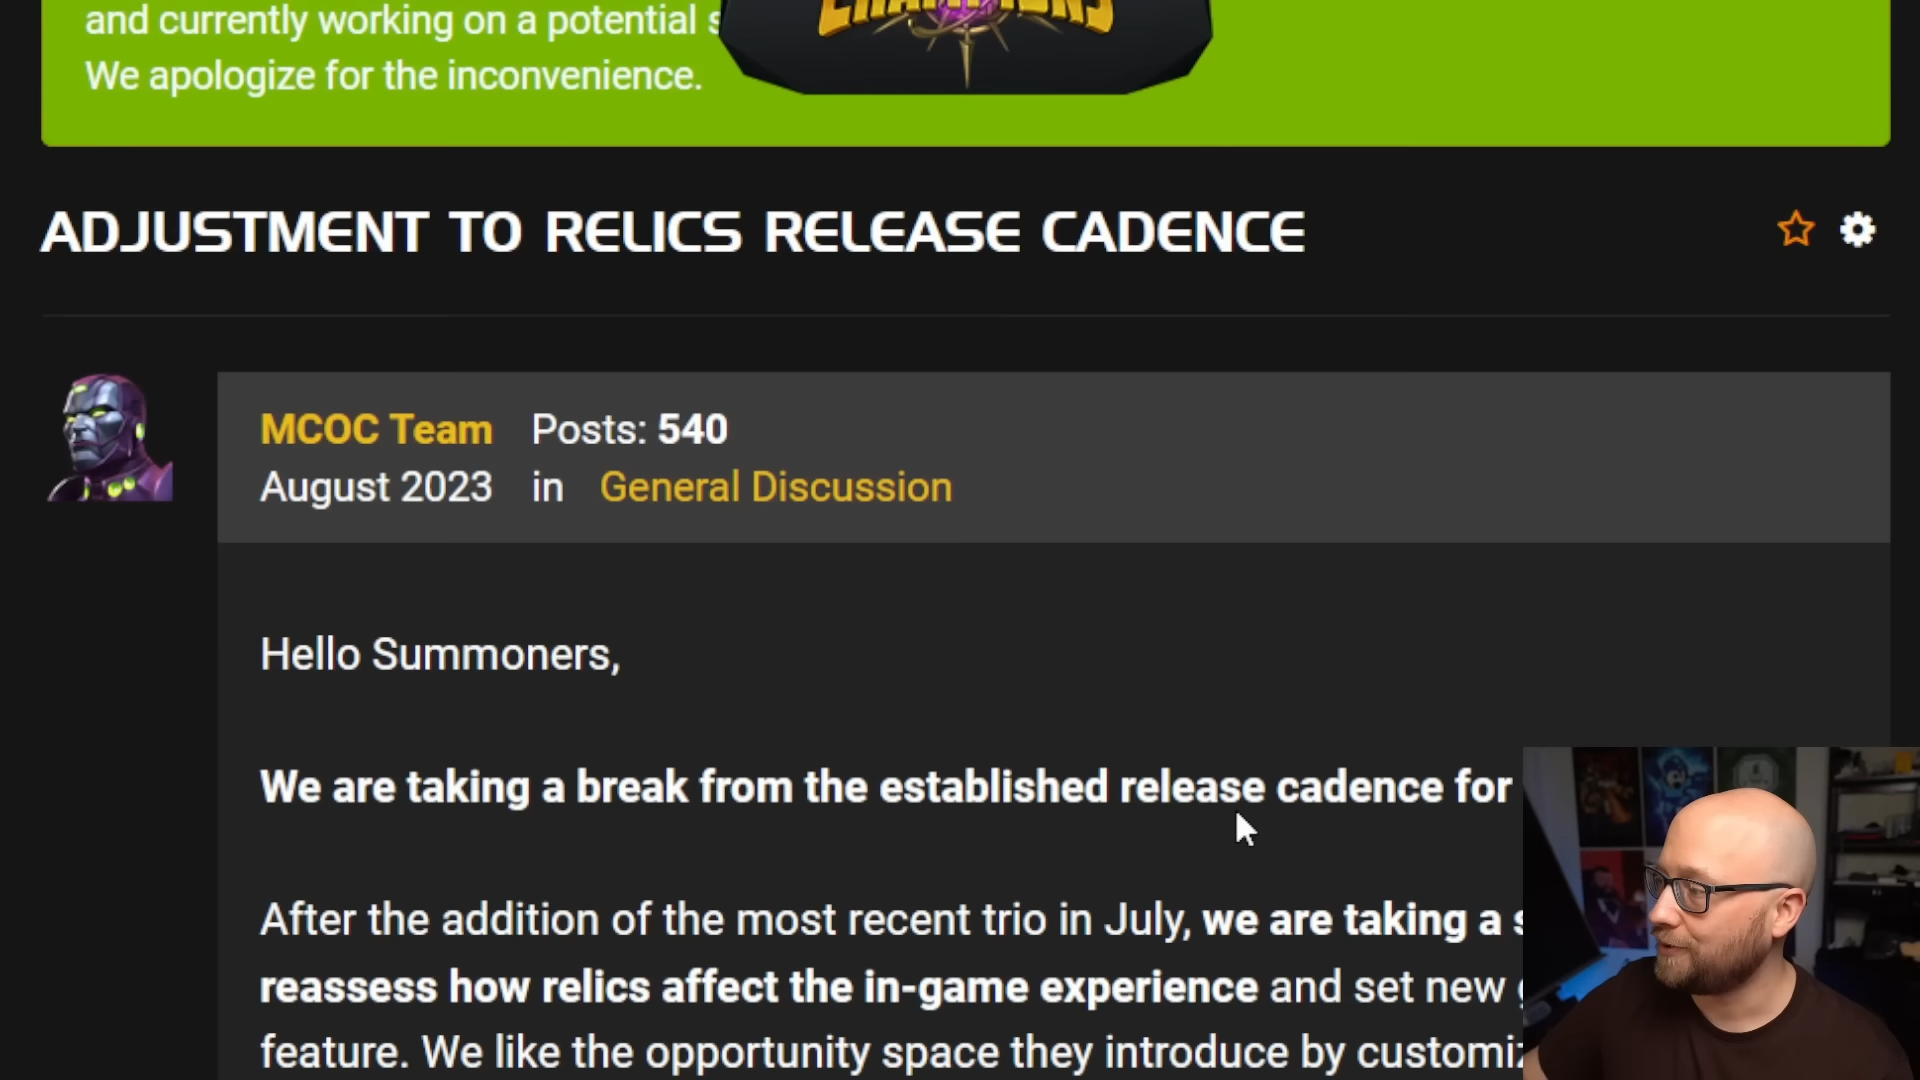 and currently working on a potential
We apologize for the inconvenience.
CHAMPIONS
ADJUSTMENT TO RELICS RELEASE CADENCE
MCOC Team Posts: 540
August 2023 in General Discussion
Hello Summoners,
We are taking a break from the established release cadence for
After the addition of the most recent trio in July, we are taking a
reassess how relics affect the in-game experience and set new
feature. We like the opportunity space they introduce by